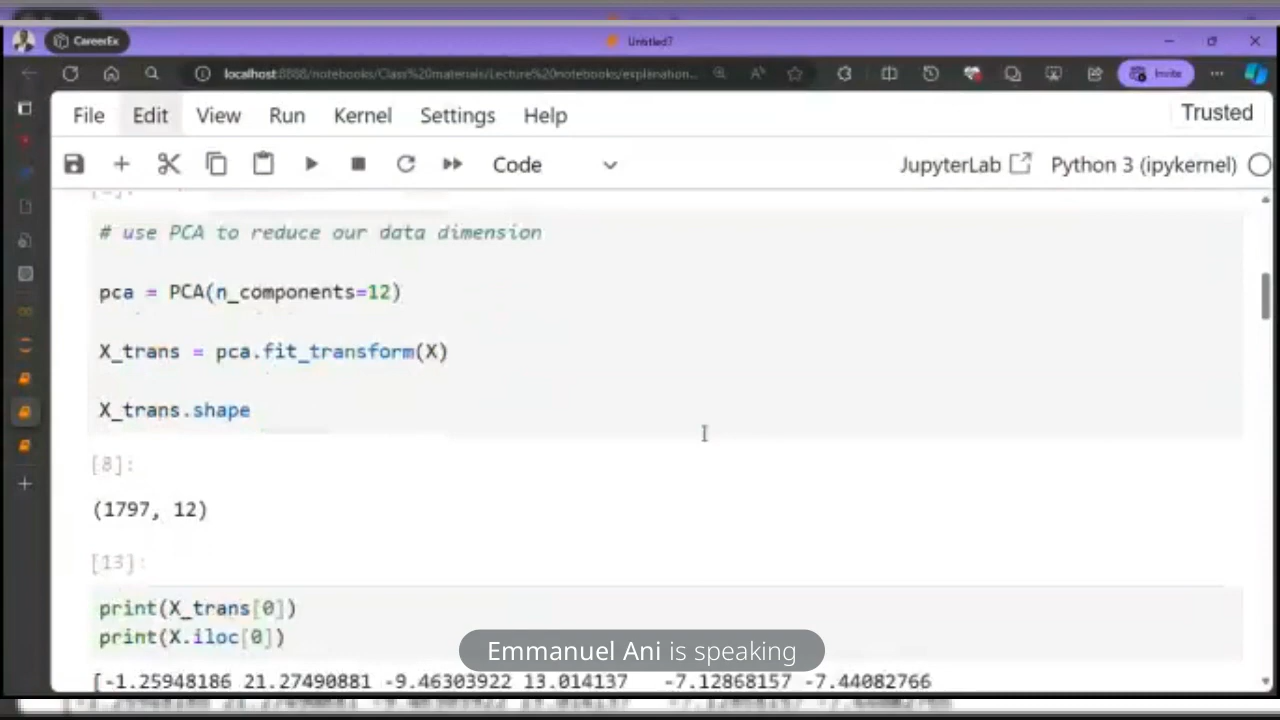 CareerEx
Untitled7
localhost:8888/notebooks/Class%20materials/Lecture%20notebooks/explanation...
Invite
File Edit View Run Kernel Settings Help
Trusted
Code
JupyterLab
Python 3 (ipykernel)
# use PCA to reduce our data dimension
pca = PCA(n_components=12)
X_trans = pca.fit_transform(X)
X_trans.shape
[8]:
(1797, 12)
[13]:
print(X_trans[0])
print(X.iloc[0])
Emmanuel Ani is speaking
[-1.25948186 21.27490881 -9.46303922 13.014137 -7.12868157 -7.44082766